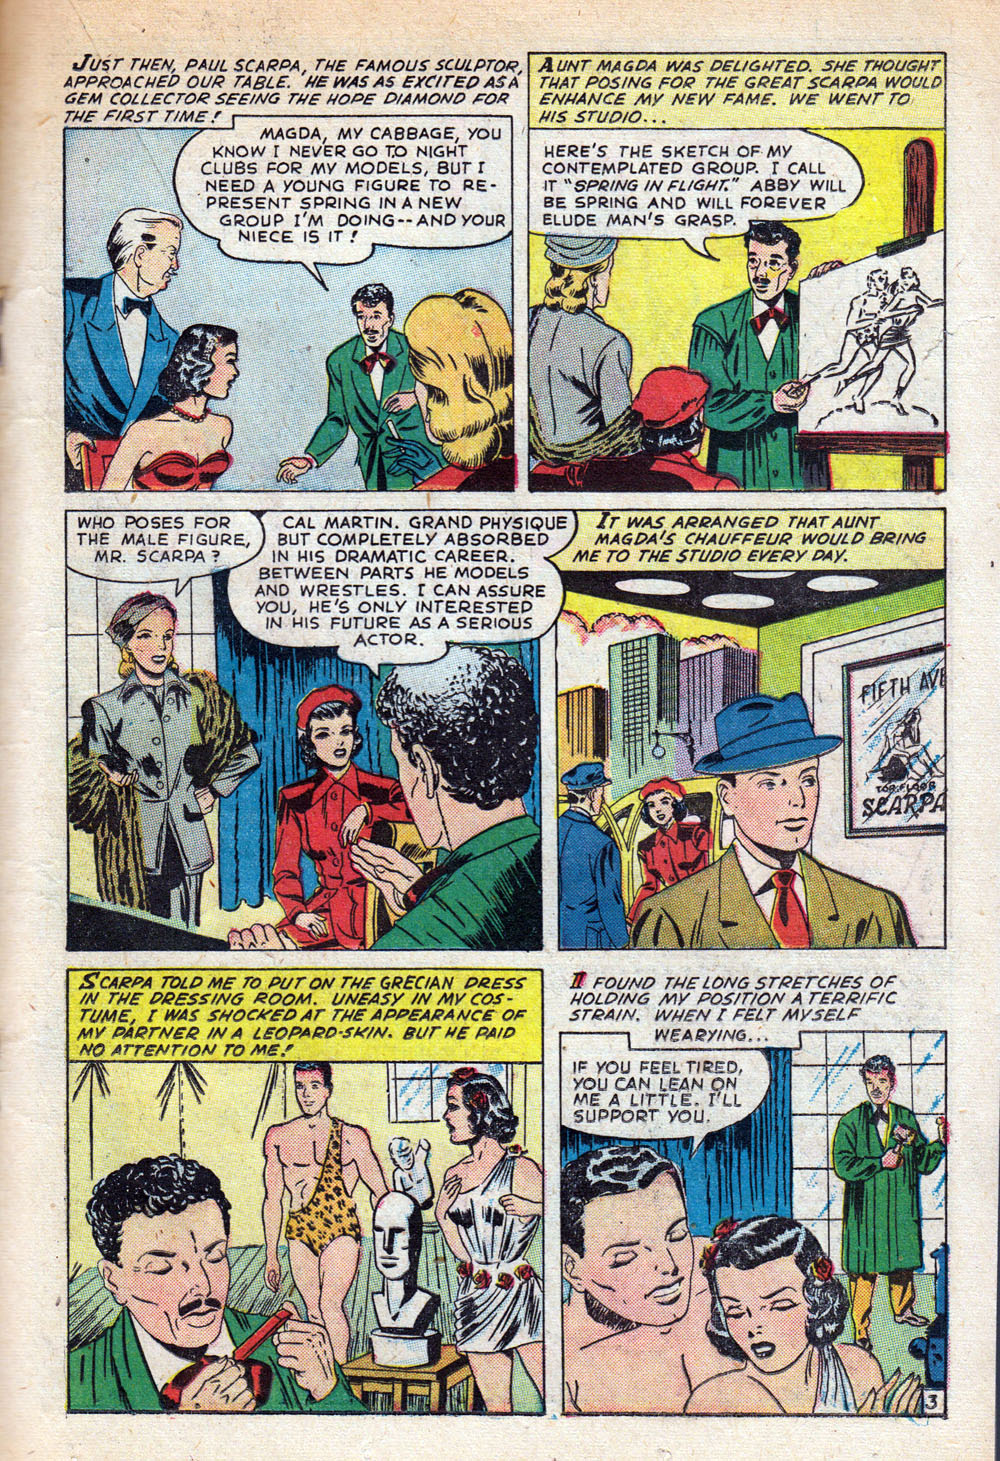 JUST THEN, PAUL SCARPA, THE FAMOUS SCULPTOR,
APPROACHED OUR TABLE. HE WAS AS EXCITED AS A
GEM COLLECTOR SEEING THE HOPE DIAMOND FOR
THE FIRST TIME!
MAGDA, MY CABBAGE, YOU
KNOW I NEVER GO TO NIGHT
CLUBS FOR MY MODELS, BUT I
NEED A YOUNG FIGURE TO RE-
PRESENT SPRING IN A NEW
GROUP I'M DOING--AND YOUR
NIECE IS IT!
AUNT MAGDA WAS DELIGHTED. SHE THOUGHT
THAT POSING FOR THE GREAT SCARPA WOULD
ENHANCE MY NEW FAME. WE WENT TO
HIS STUDIO...
HERE'S THE SKETCH OF MY
CONTEMPLATED GROUP. I CALL
IT "SPRING IN FLIGHT." ABBY WILL
BE SPRING AND WILL FOREVER
ELUDE MAN'S GRASP.
WHO POSES FOR
THE MALE FIGURE,
MR. SCARPA?
CAL MARTIN. GRAND PHYSIQUE
BUT COMPLETELY ABSORBED
IN HIS DRAMATIC CAREER.
BETWEEN PARTS HE MODELS
AND WRESTLES. I CAN ASSURE
YOU, HE'S ONLY INTERESTED
IN HIS FUTURE AS A SERIOUS
ACTOR.
IT WAS ARRANGED THAT AUNT
MAGDA'S CHAUFFEUR WOULD BRING
ME TO THE STUDIO EVERY DAY.
FIFTH AVE
TOP FLOOR
SCARPA
SCARPA TOLD ME TO PUT ON THE GRECIAN DRESS
IN THE DRESSING ROOM. UNEASY IN MY COS-
TUME, I WAS SHOCKED AT THE APPEARANCE OF
MY PARTNER IN A LEOPARD-SKIN. BUT HE PAID
NO ATTENTION TO ME!
I FOUND THE LONG STRETCHES OF
HOLDING MY POSITION A TERRIFIC
STRAIN. WHEN I FELT MYSELF
WEARYING...
IF YOU FEEL TIRED,
YOU CAN LEAN ON
ME A LITTLE. I'LL
SUPPORT YOU.
3